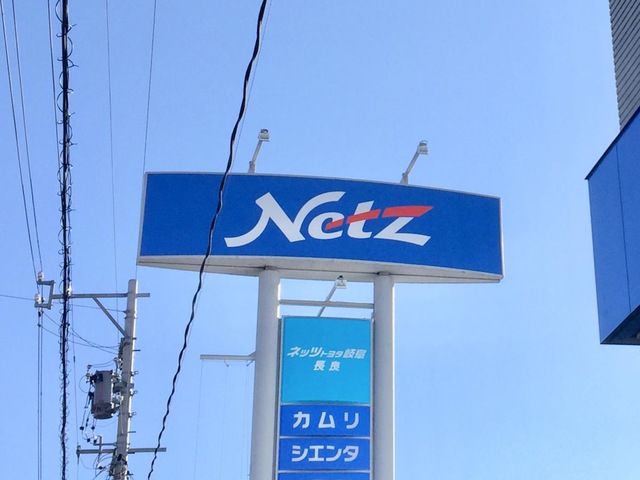 Netz
ネッツトヨタ岐阜
長良
カムリ
シエンタ